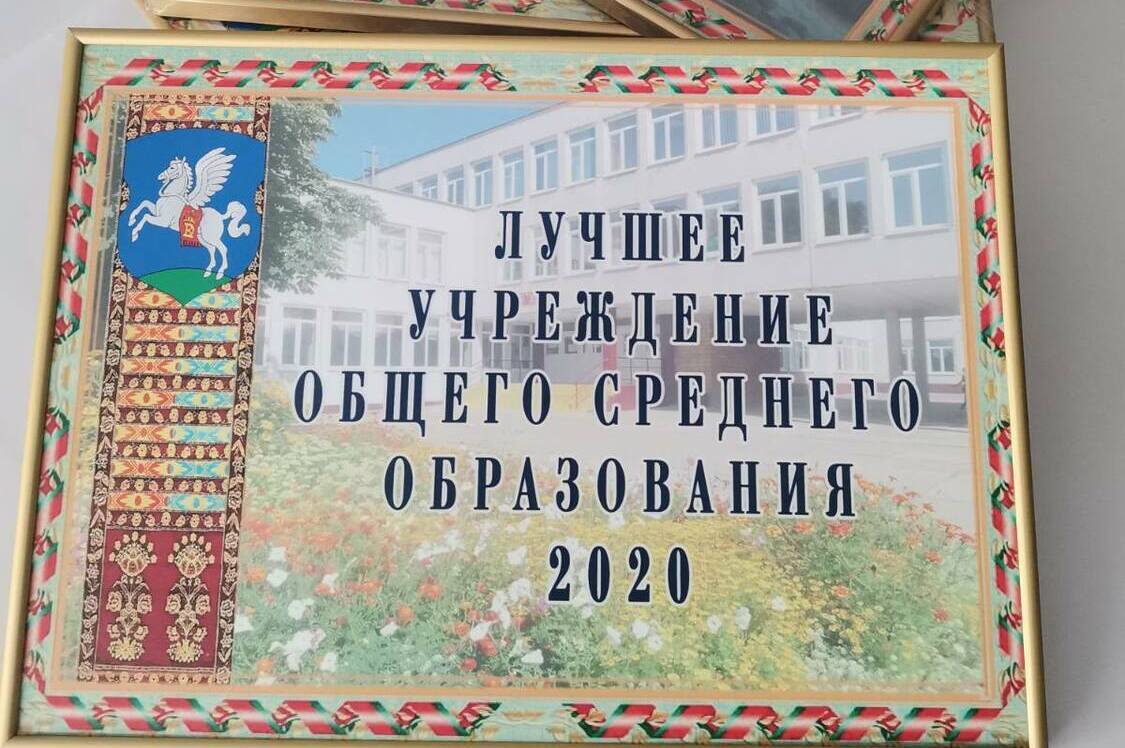 ЛУЧШЕЕ
УЧРЕЖДЕНИЕ
ОБЩЕГО СРЕДНЕГО
ОБРАЗОВАНИЯ
2020